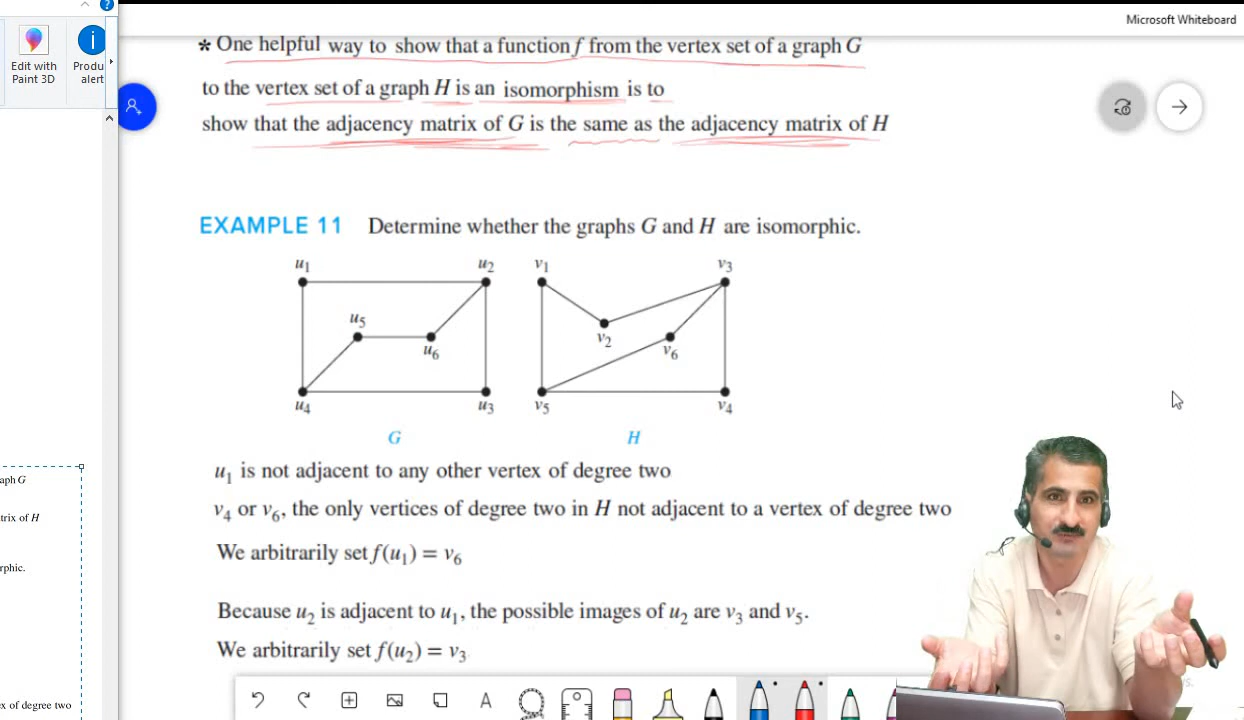 Microsoft Whiteboard
Edit with
Paint 3D
Produ
alert
* One helpful way to show that a function f from the vertex set of a graph G
to the vertex set of a graph H is an isomorphism is to
show that the adjacency matrix of G is the same as the adjacency matrix of H
EXAMPLE 11 Determine whether the graphs G and H are isomorphic.
u1 u2 v1 v3
u5 u6 v2 v6
u4 u3 v5 v4
G H
u1 is not adjacent to any other vertex of degree two
v4 or v6, the only vertices of degree two in H not adjacent to a vertex of degree two
We arbitrarily set f(u1) = v6
Because u2 is adjacent to u1, the possible images of u2 are v3 and v5.
We arbitrarily set f(u2) = v3
aph G
trix of H
rphic.
x of degree two